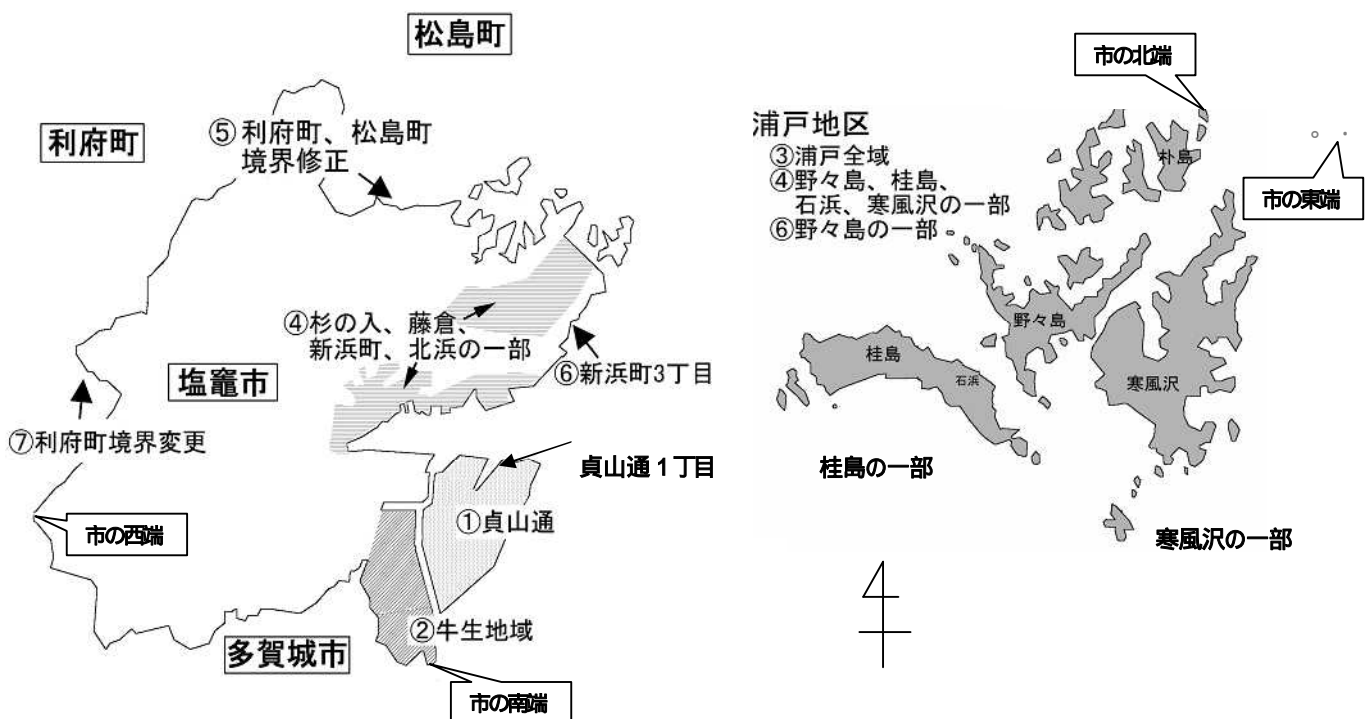 松島町
利府町
⑤利府町、松島町
境界修正
④杉の入、藤倉、
新浜町、北浜の一部
⑥新浜町3丁目
塩竈市
⑦利府町境界変更
貞山通1丁目
①貞山通
市の西端
②牛生地域
多賀城市
市の南端
市の北端
浦戸地区
③浦戸全域
④野々島、桂島、
石浜、寒風沢の一部
⑥野々島の一部
朴島
市の東端
野々島
桂島
石浜
寒風沢
桂島の一部
寒風沢の一部